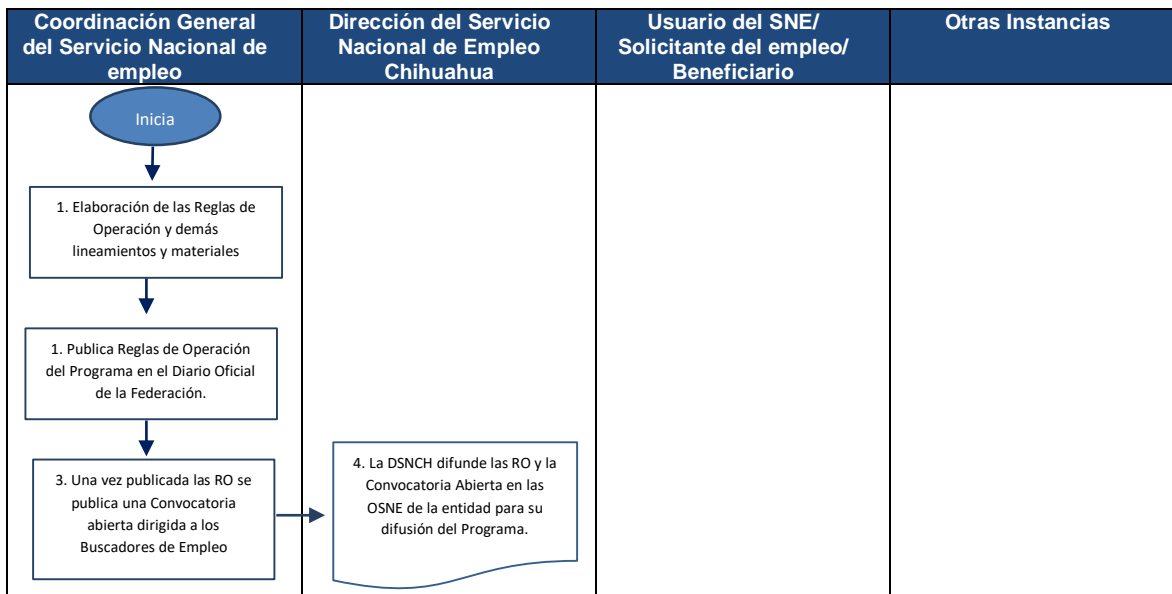 Coordinación General
del Servicio Nacional de
empleo
Dirección del Servicio
Nacional de Empleo
Chihuahua
Usuario del SNE/
Solicitante del empleo/
Beneficiario
Otras Instancias
Inicia
1. Elaboración de las Reglas de
Operación y demás
lineamientos y materiales
1. Publica Reglas de Operación
del Programa en el Diario Oficial
de la Federación.
3. Una vez publicada las RO se
publica una Convocatoria
abierta dirigida a los
Buscadores de Empleo
4. La DSNCH difunde las RO y la
Convocatoria Abierta en las
OSNE de la entidad para su
difusión del Programa.